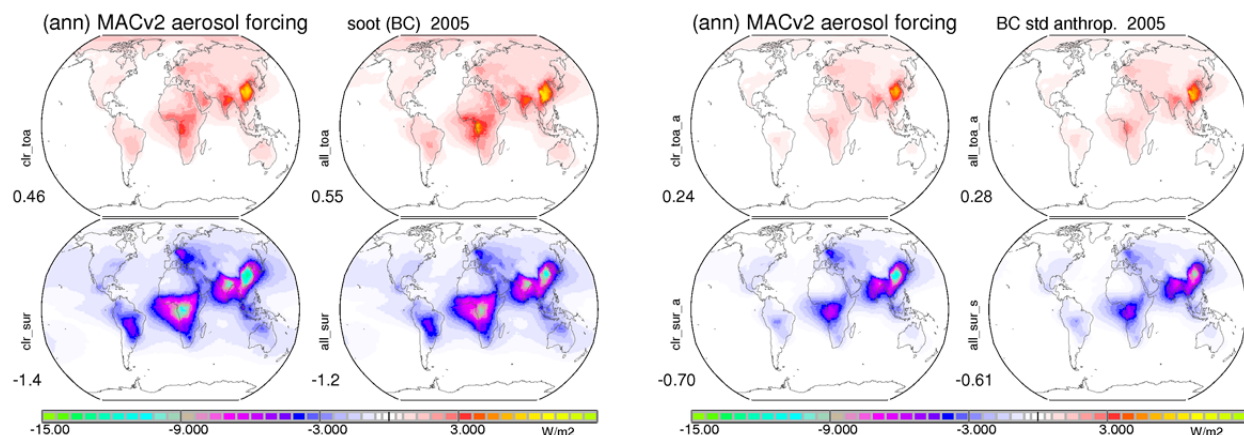 (ann) MACv2 aerosol forcing soot (BC) 2005
clr_toa
0.46
all_toa
0.55
clr_sur
-1.4
all_sur
-1.2
-15.00 -9.000 -3.000 3.000 W/m2
(ann) MACv2 aerosol forcing BC std anthrop. 2005
clr_toa_a
0.24
all_toa_a
0.28
clr_sur_a
-0.70
all_sur_s
-0.61
-15.00 -9.000 -3.000 3.000 W/m2